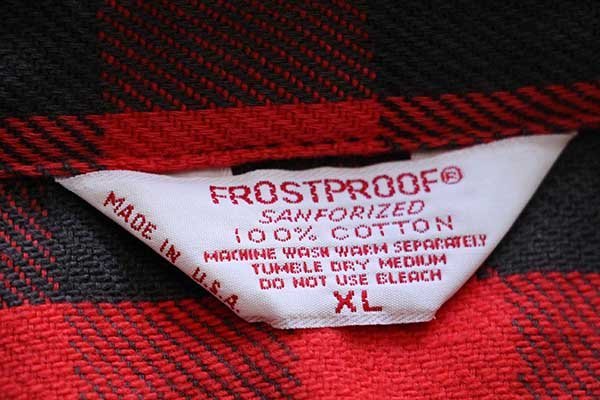 FROSTPROOF®
SANFORIZED
100% COTTON
MACHINE WASH WARM SEPARATELY
TUMBLE DRY MEDIUM
DO NOT USE BLEACH
XL
MADE IN U.S.A.